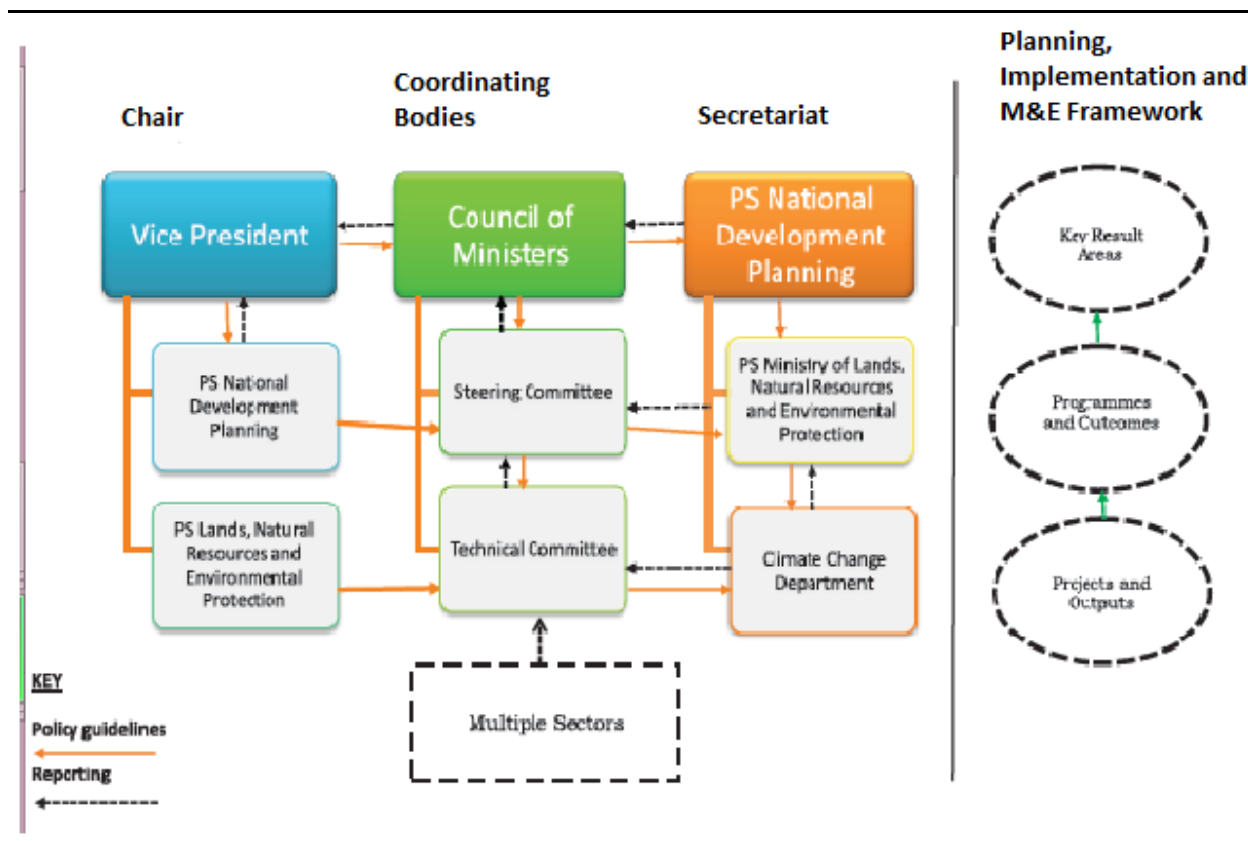 Planning,
Implementation and
M&E Framework
Coordinating
Bodies
Chair
Secretariat
Vice President
Council of
Ministers
PS National
Development
Planning
Key Result
Areas
PS National
Development
Planning
Steering Committee
PS Ministry of Lands,
Natural Resources
and Environmental
Protection
Programmes
and Outcomes
PS Lands, Natural
Resources and
Environmental
Protection
Technical Committee
Climate Change
Department
Projects and
Outputs
Multiple Sectors
KEY
Policy guidelines
Reporting